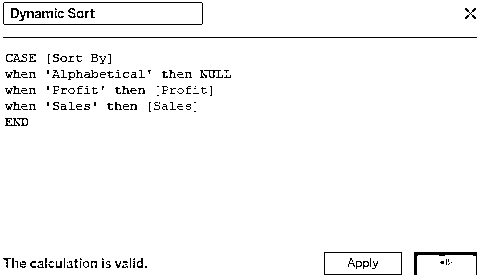 Dynamic Sort
CASE [Sort By]
when 'Alphabetical' then NULL
when 'Profit' then [Profit]
when 'Sales' then [Sales]
END
The calculation is valid.
Apply